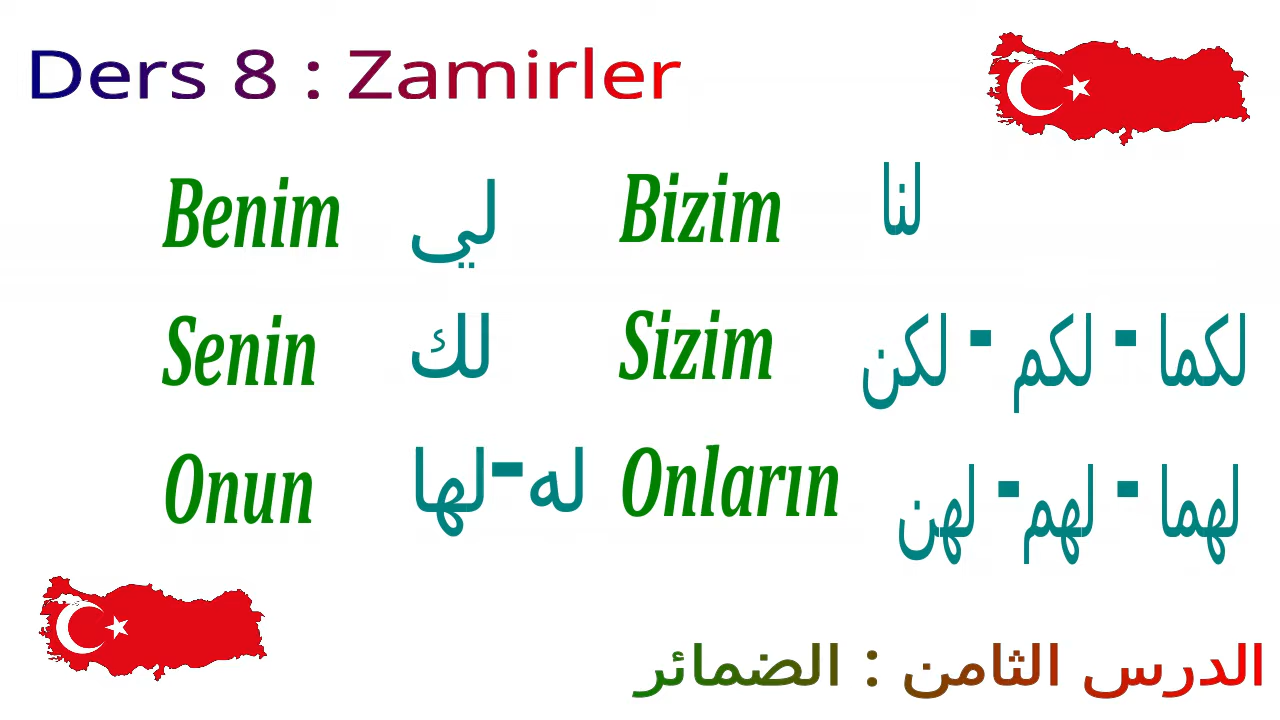 Ders 8 : Zamirler
Benim لي Bizim لنا
Senin لك Sizim لكما - لكم - لكن
Onun له-لها Onların لهما - لهم- لهن
الدرس الثامن : الضمائر